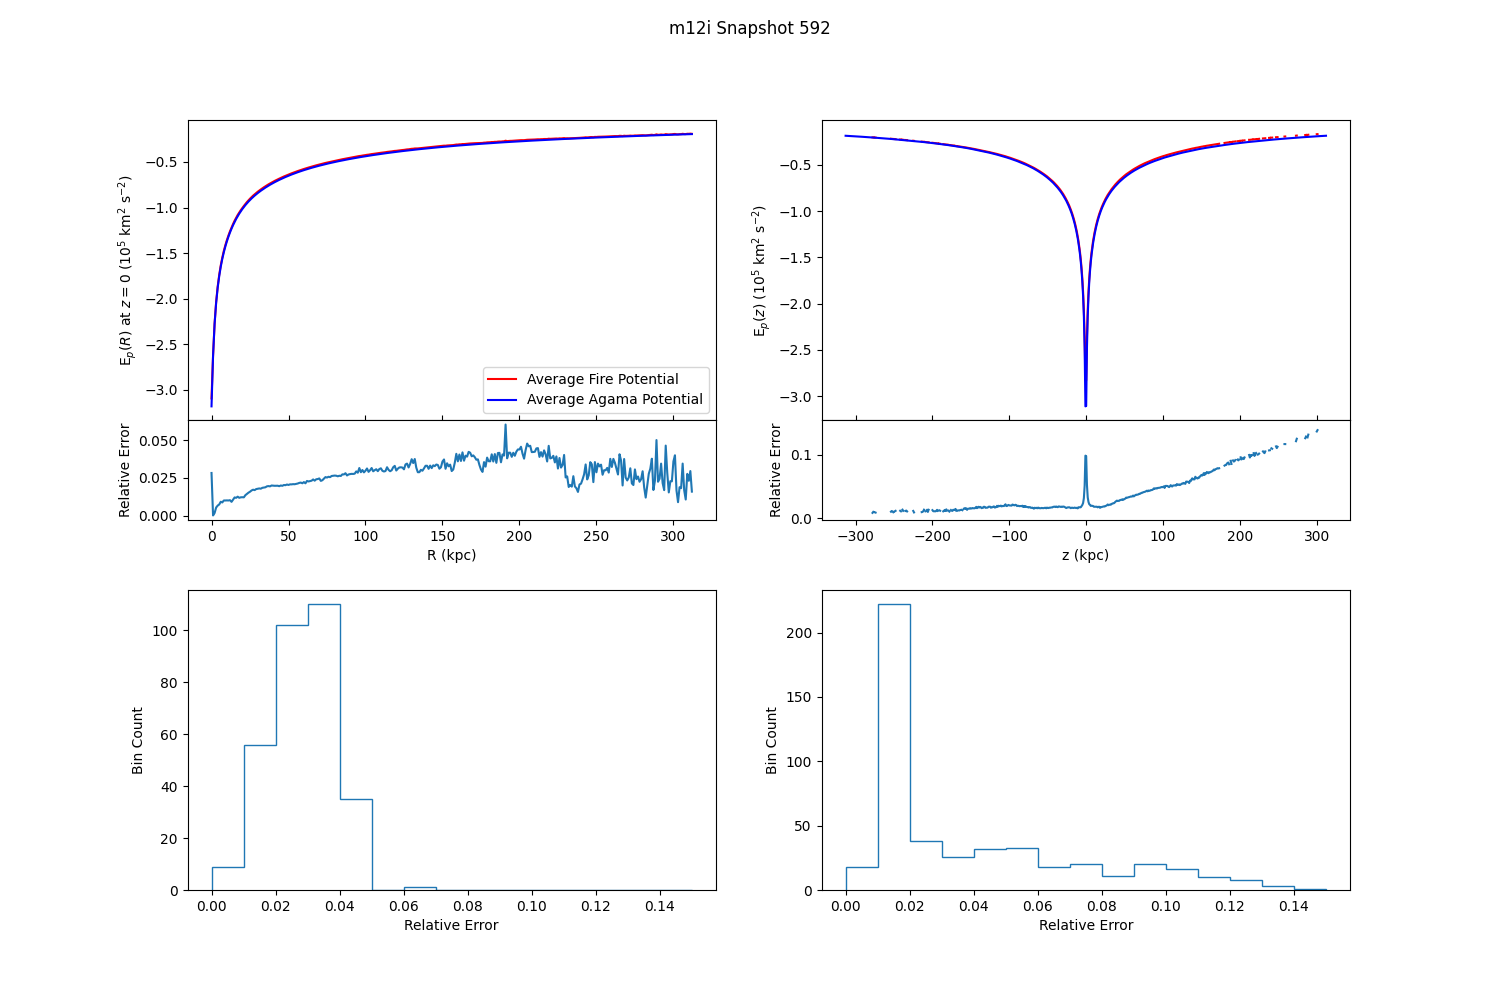 m12i Snapshot 592
E_p(R) at z = 0 (10^5 km^2 s^−2)
−0.5
−1.0
−1.5
−2.0
−2.5
−3.0
Average Fire Potential
Average Agama Potential
Relative Error
0.050
0.025
0.000
0 50 100 150 200 250 300
R (kpc)
E_p(z) (10^5 km^2 s^−2)
−0.5
−1.0
−1.5
−2.0
−2.5
−3.0
Relative Error
0.1
0.0
−300 −200 −100 0 100 200 300
z (kpc)
Bin Count
100
80
60
40
20
0
0.00 0.02 0.04 0.06 0.08 0.10 0.12 0.14
Relative Error
Bin Count
200
150
100
50
0
0.00 0.02 0.04 0.06 0.08 0.10 0.12 0.14
Relative Error